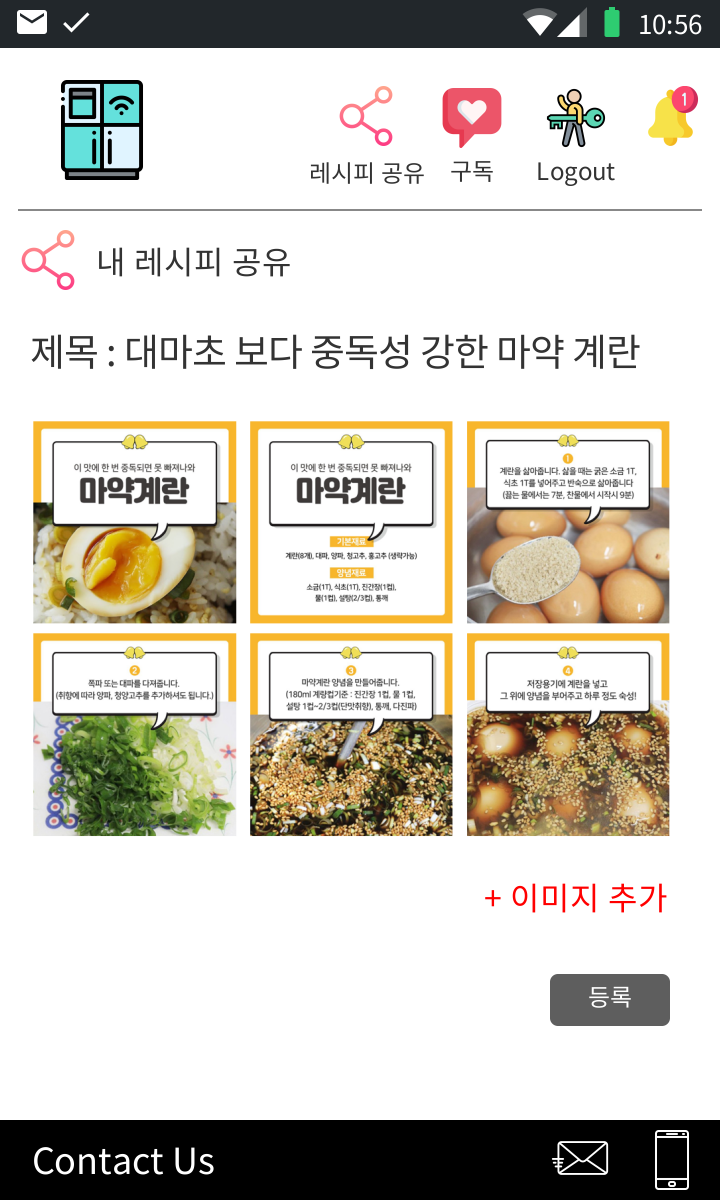 10:56
1
레시피 공유
구독
Logout
내 레시피 공유
제목 : 대마초 보다 중독성 강한 마약 계란
이 맛에 한 번 중독되면 못 빠져나와
마약계란
이 맛에 한 번 중독되면 못 빠져나와
마약계란
기본재료
계란(8개), 대파, 양파, 청고추, 홍고추 (생략가능)
양념재료
소금(1T), 식초(1T), 진간장(1컵),
물(1컵), 설탕(2/3컵), 통깨
1
계란을 삶아줍니다. 삶을 때는 굵은 소금 1T,
식초 1T를 넣어주고 반숙으로 삶아줍니다
(끓는 물에서는 7분, 찬물에서 시작시 9분)
2
쪽파 또는 대파를 다져줍니다.
(취향에 따라 양파, 청양고추를 추가하셔도 됩니다.)
3
마약계란 양념을 만들어줍니다.
(180ml 계량컵기준 : 진간장 1컵, 물 1컵,
설탕 1컵~2/3컵(단맛취향), 통깨, 다진파)
4
저장용기에 계란을 넣고
그 위에 양념을 부어주고 하루 정도 숙성!
+ 이미지 추가
등록
Contact Us